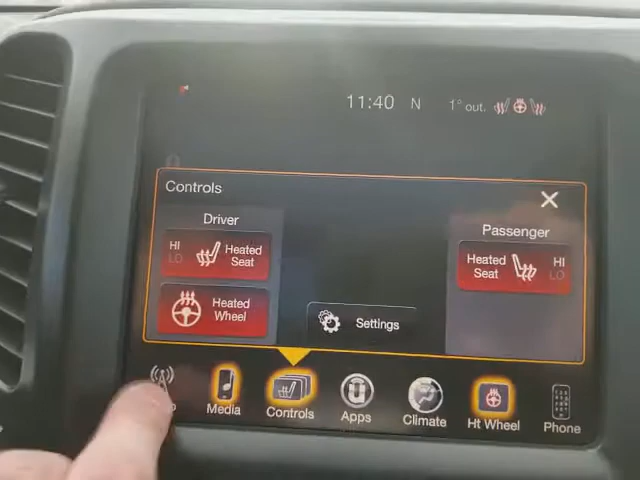 11:40 N 1° out.
Controls
Driver
Passenger
HI
LO
Heated
Seat
Heated
Seat
HI
LO
Heated
Wheel
Settings
Media
Controls
Apps
Climate
Ht Wheel
Phone